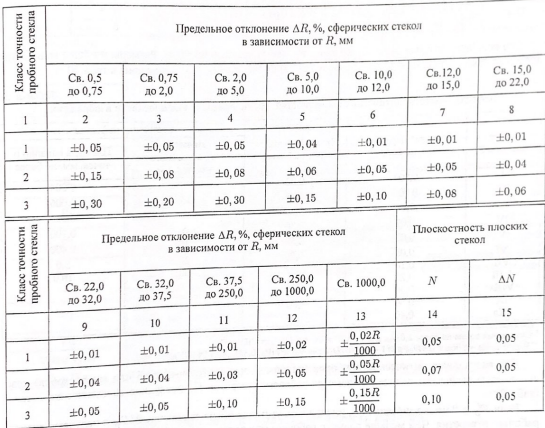 Класс точности пробного стекла
Предельное отклонение ΔR, %, сферических стекол
в зависимости от R, мм
Св. 0,5 до 0,75 Св. 0,75 до 2,0 Св. 2,0 до 5,0 Св. 5,0 до 10,0 Св. 10,0 до 12,0 Св.12,0 до 15,0 Св. 15,0 до 22,0
1 2 3 4 5 6 7 8
1 ±0, 05 ±0, 05 ±0, 05 ±0, 04 ±0, 01 ±0, 01 ±0, 01
2 ±0, 15 ±0, 08 ±0, 08 ±0, 06 ±0, 05 ±0, 05 ±0, 04
3 ±0, 30 ±0, 20 ±0, 30 ±0, 15 ±0, 10 ±0, 08 ±0, 06
Класс точности пробного стекла
Предельное отклонение ΔR, %, сферических стекол
в зависимости от R, мм
Плоскостность плоских
стекол
Св. 22,0 до 32,0 Св. 32,0 до 37,5 Св. 37,5 до 250,0 Св. 250,0 до 1000,0 Св. 1000,0 N ΔN
9 10 11 12 13 14 15
1 ±0, 01 ±0, 01 ±0, 01 ±0, 02 ±0, 02R/1000 0,05 0,05
2 ±0, 04 ±0, 04 ±0, 03 ±0, 05 ±0, 05R/1000 0,07 0,05
3 ±0, 05 ±0, 05 ±0, 10 ±0, 15 ±0, 15R/1000 0,10 0,05